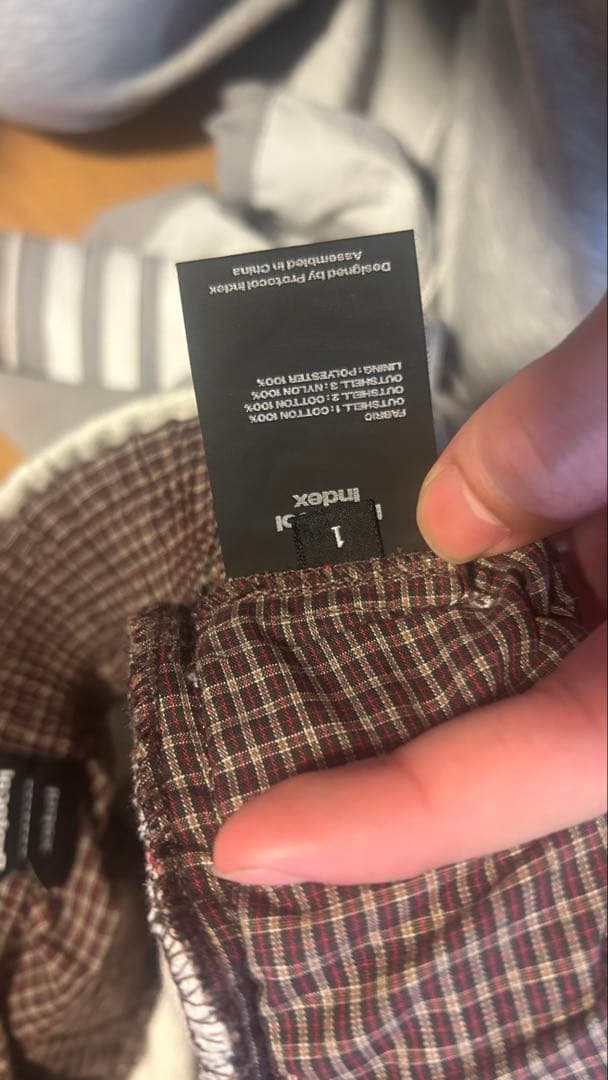 Index
1
FABRIC
OUTSHELL 1 : COTTON 100%
OUTSHELL 2 : COTTON 100%
OUTSHELL 3 : NYLON 100%
LINING : POLYESTER 100%
Designed by Protocol Index
Assembled in China